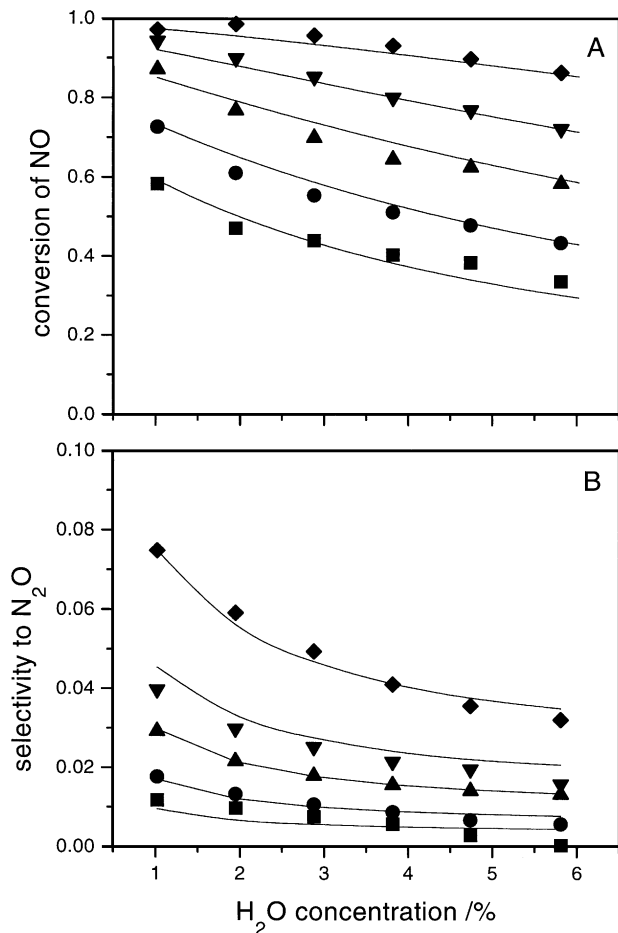 1.0
0.8
0.6
0.4
0.2
0.0
conversion of NO
A
0.10
0.08
0.06
0.04
0.02
0.00
selectivity to N₂O
B
1 2 3 4 5 6
H₂O concentration /%